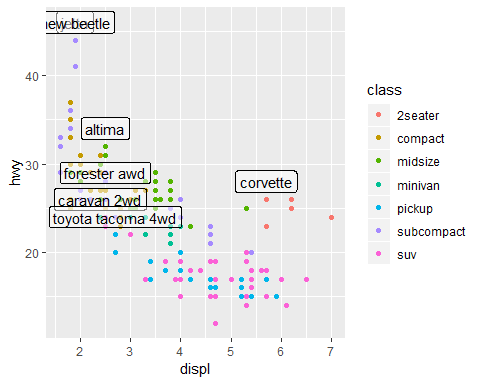 new beetle
altima
forester awd
caravan 2wd
toyota tacoma 4wd
corvette
hwy
40
30
20
2
3
4
5
6
7
displ
class
2seater
compact
midsize
minivan
pickup
subcompact
suv